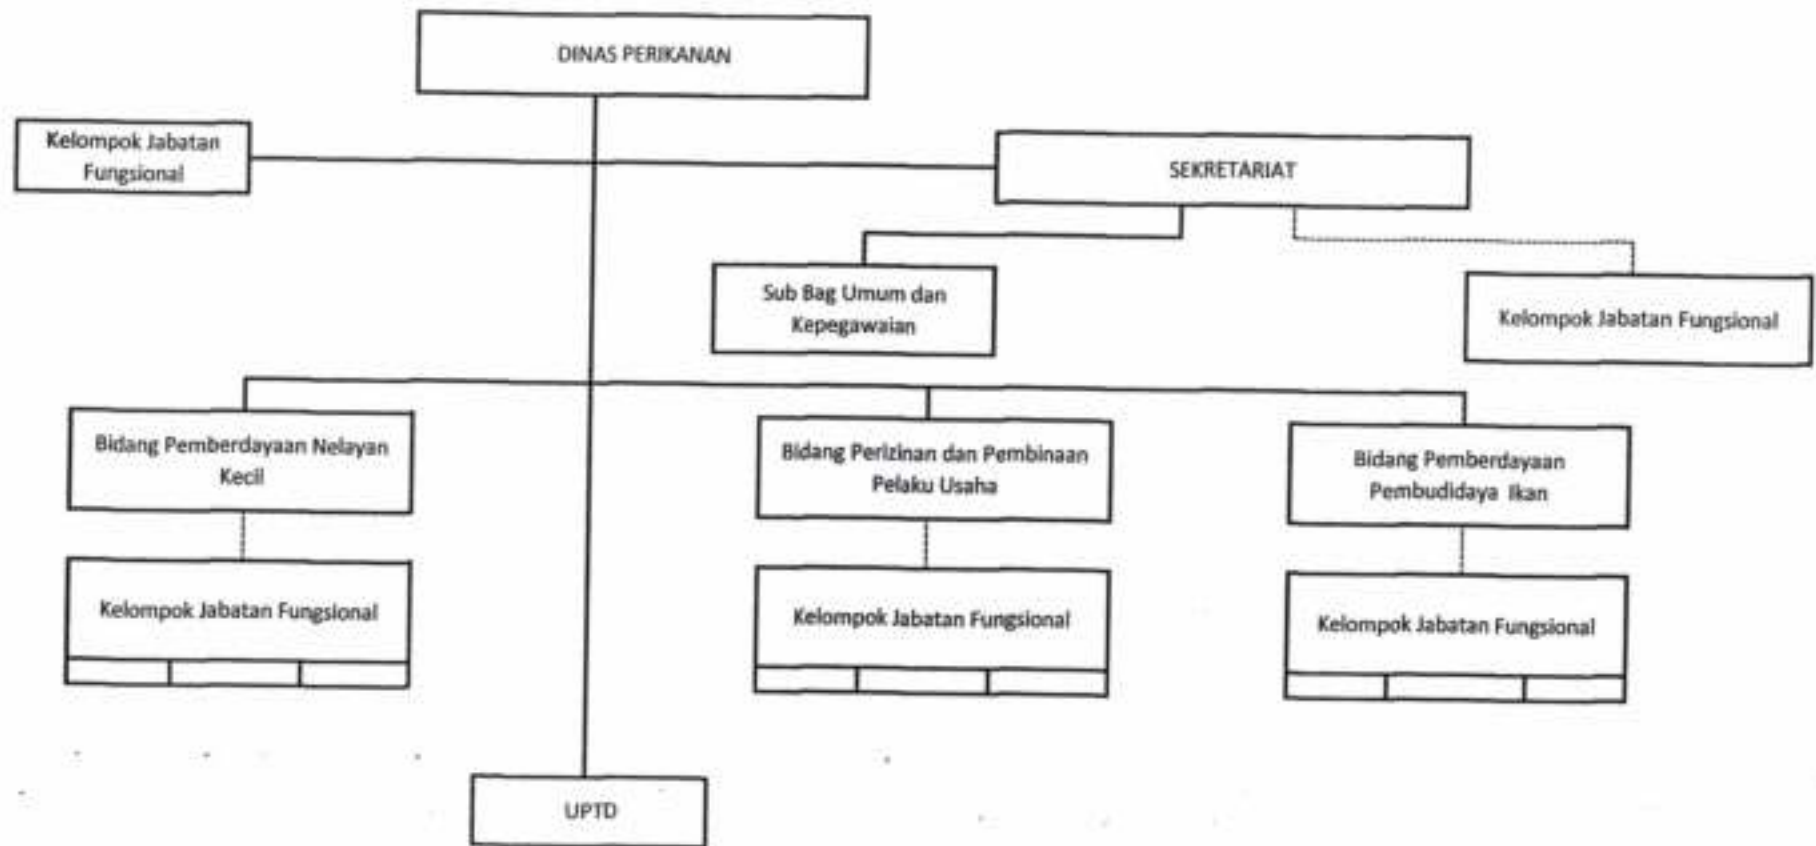 DINAS PERIKANAN
Kelompok Jabatan
Fungsional
SEKRETARIAT
Sub Bag Umum dan
Kepegawaian
Kelompok Jabatan Fungsional
Bidang Pemberdayaan Nelayan
Kecil
Bidang Perizinan dan Pembinaan
Pelaku Usaha
Bidang Pemberdayaan
Pembudidaya Ikan
Kelompok Jabatan Fungsional
Kelompok Jabatan Fungsional
Kelompok Jabatan Fungsional
UPTD